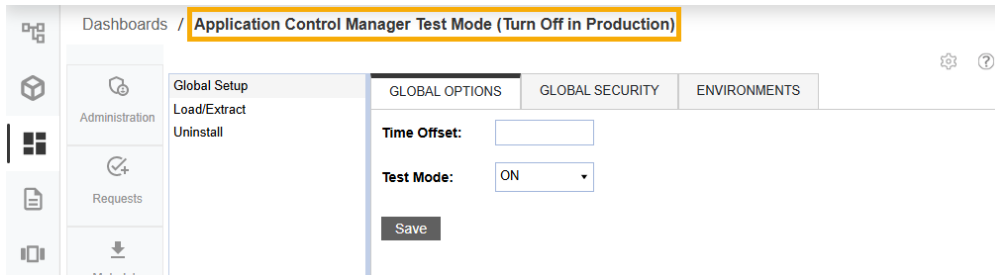 Dashboards / Application Control Manager Test Mode (Turn Off in Production)
Administration
Requests
Global Setup
Load/Extract
Uninstall
GLOBAL OPTIONS GLOBAL SECURITY ENVIRONMENTS
Time Offset:
Test Mode: ON
Save